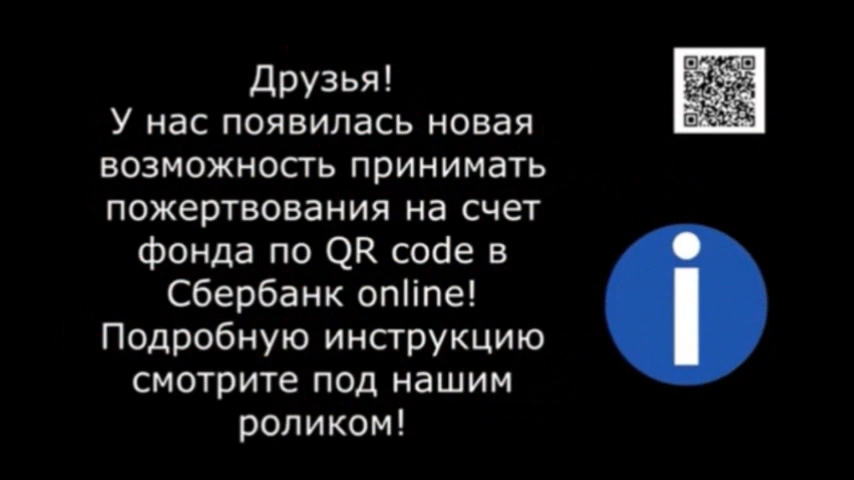 Друзья!
У нас появилась новая
возможность принимать
пожертвования на счет
фонда по QR code в
Сбербанк online!
Подробную инструкцию
смотрите под нашим
роликом!
i